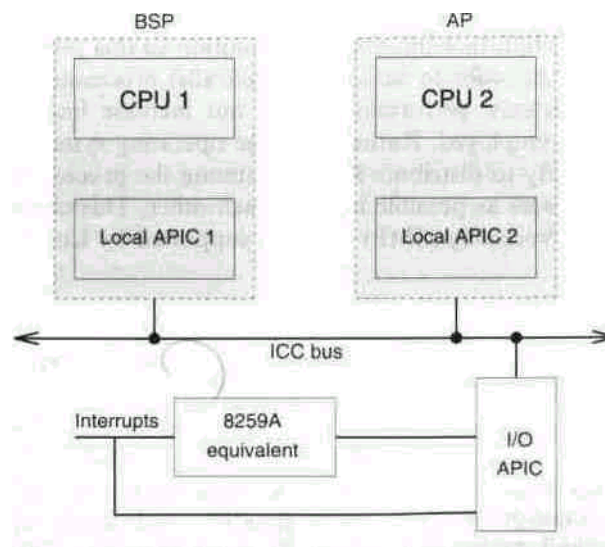 BSP
AP
CPU 1
CPU 2
Local APIC 1
Local APIC 2
ICC bus
Interrupts
8259A
equivalent
I/O
APIC